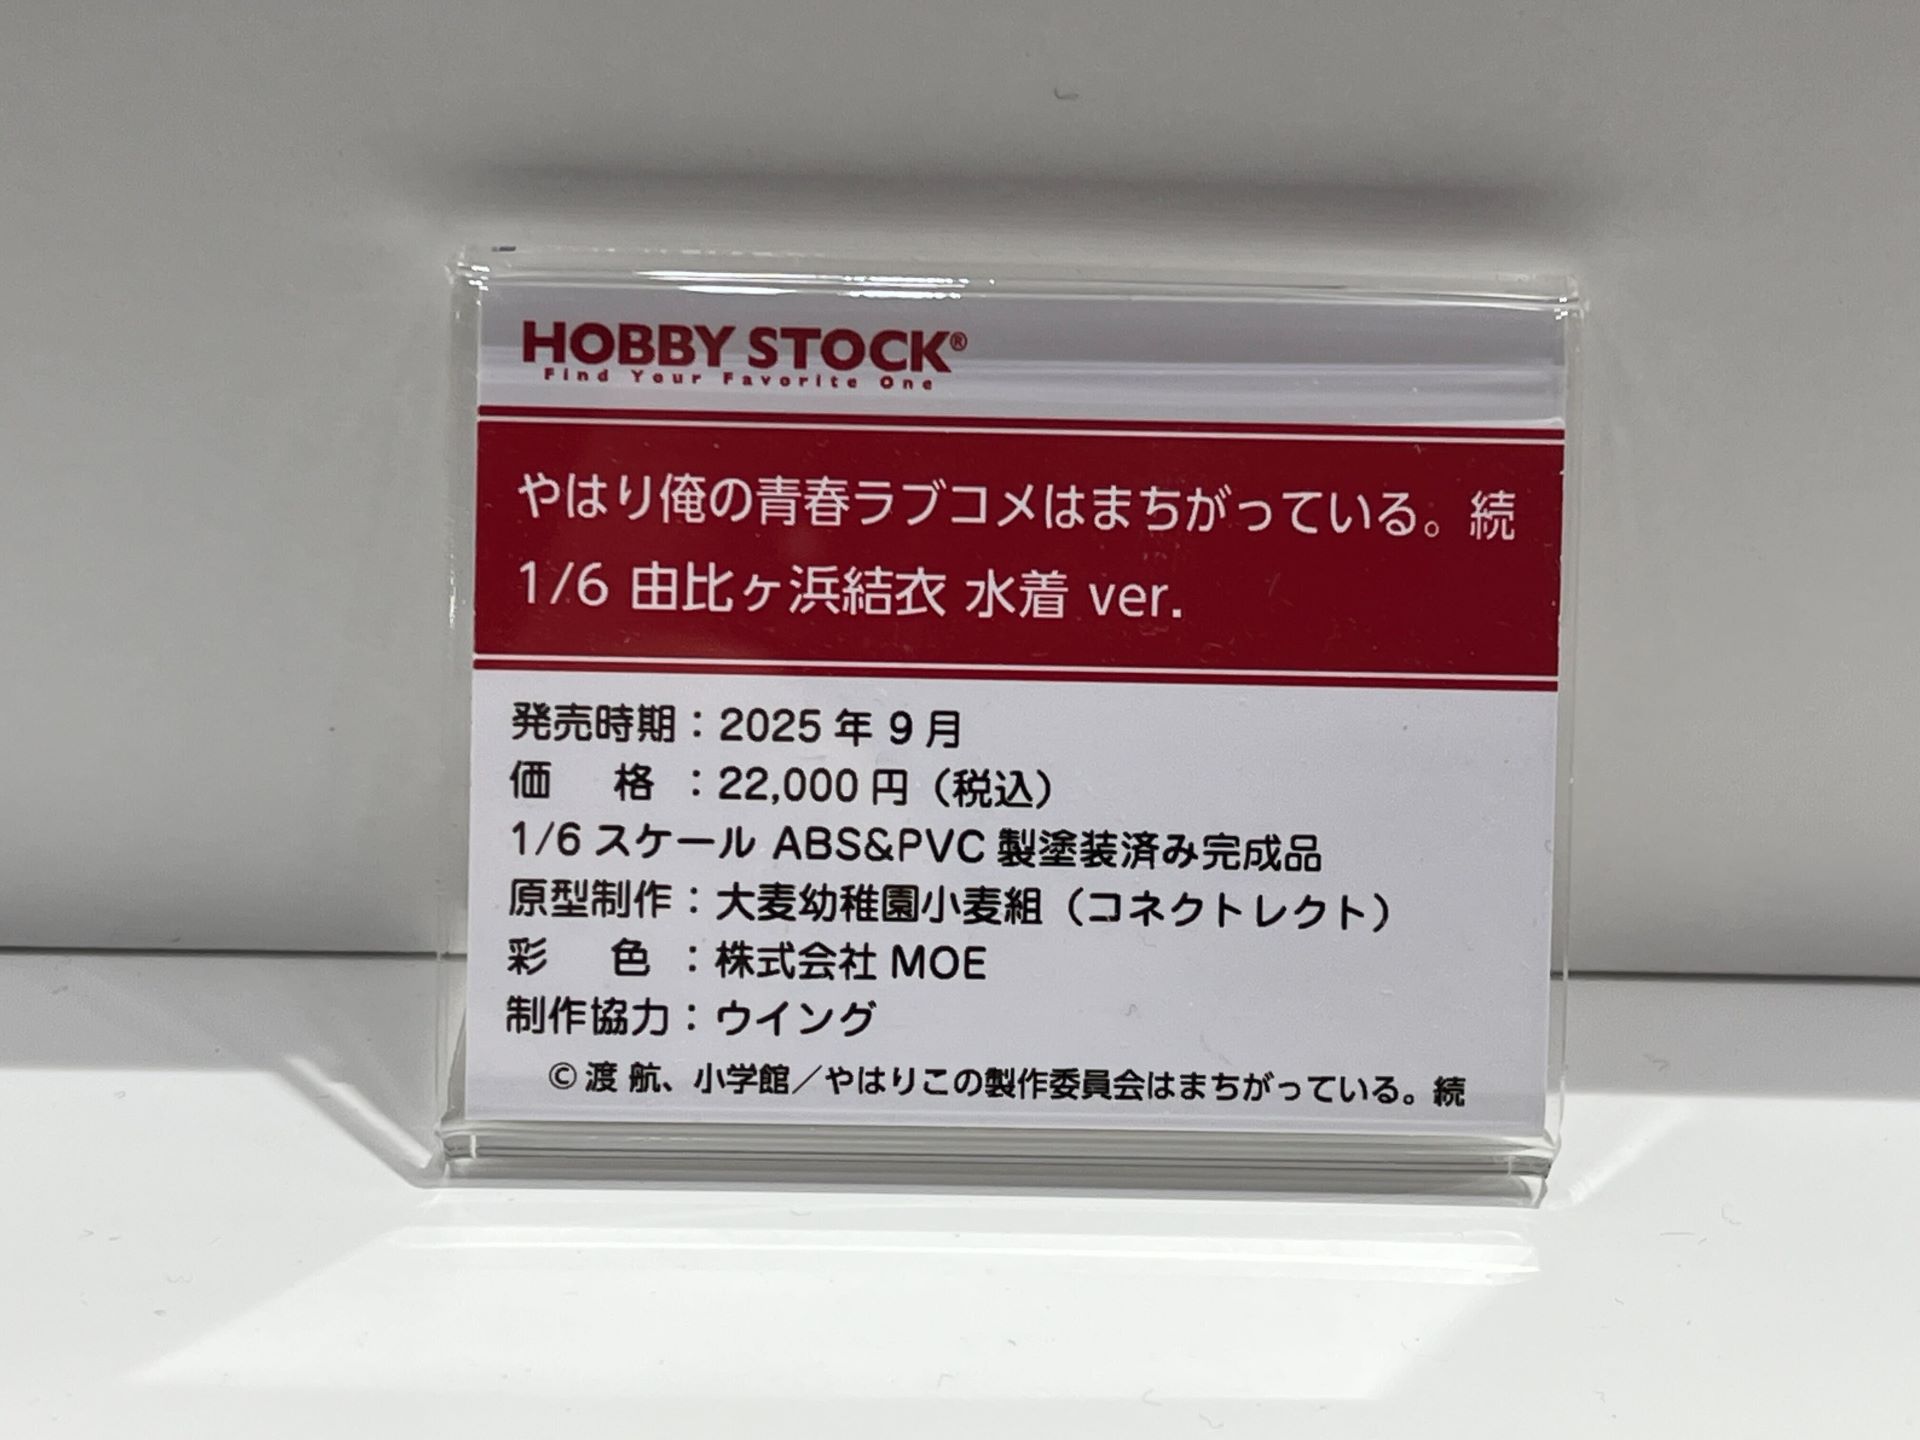 HOBBY STOCK®
Find Your Favorite One
やはり俺の青春ラブコメはまちがっている。続
1/6 由比ヶ浜結衣 水着 ver.
発売時期：2025 年 9 月
価　格：22,000 円（税込）
1/6 スケール ABS&PVC 製塗装済み完成品
原型制作：大麦幼稚園小麦組（コネクトレクト）
彩　色：株式会社 MOE
制作協力：ウイング
© 渡 航、小学館／やはりこの製作委員会はまちがっている。続